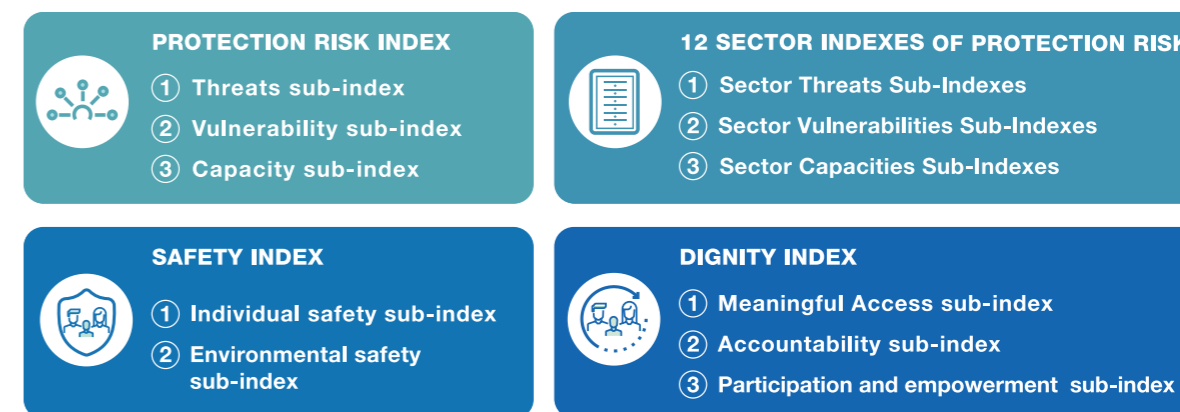 PROTECTION RISK INDEX
1 Threats sub-index
2 Vulnerability sub-index
3 Capacity sub-index
12 SECTOR INDEXES OF PROTECTION RISK
1 Sector Threats Sub-Indexes
2 Sector Vulnerabilities Sub-Indexes
3 Sector Capacities Sub-Indexes
SAFETY INDEX
1 Individual safety sub-index
2 Environmental safety
sub-index
DIGNITY INDEX
1 Meaningful Access sub-index
2 Accountability sub-index
3 Participation and empowerment sub-index